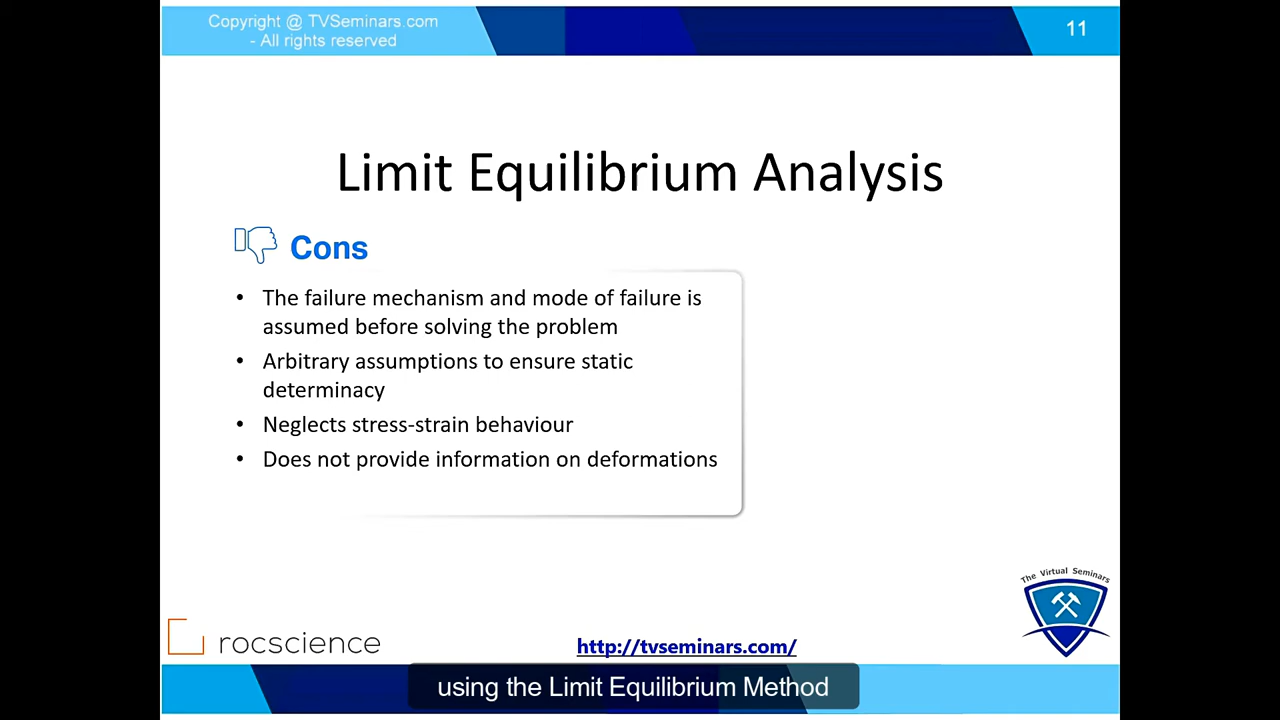 Copyright @ TVSeminars.com
- All rights reserved
11
Limit Equilibrium Analysis
Cons
• The failure mechanism and mode of failure is
assumed before solving the problem
• Arbitrary assumptions to ensure static
determinacy
• Neglects stress-strain behaviour
• Does not provide information on deformations
The Virtual Seminars
rocscience
http://tvseminars.com/
using the Limit Equilibrium Method